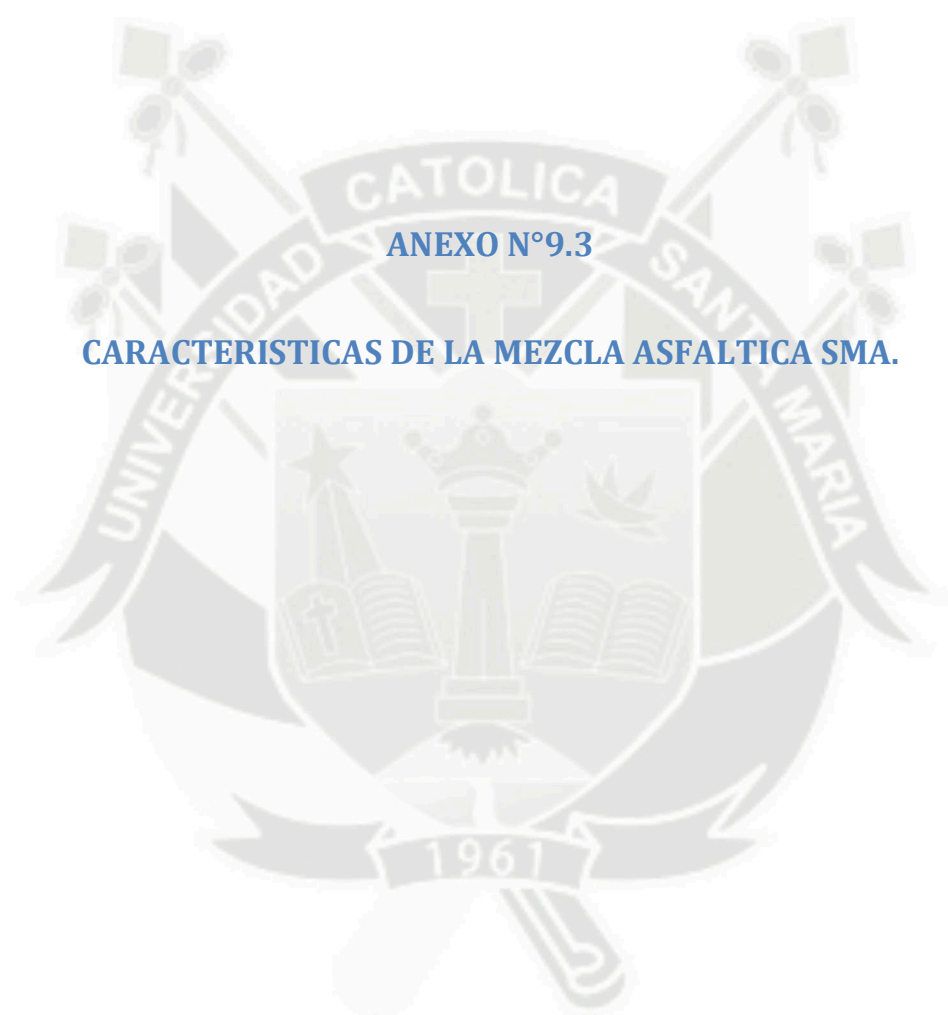 CATOLICA
ANEXO N°9.3
UNIVERSIDAD
SANTA MARIA
CARACTERISTICAS DE LA MEZCLA ASFALTICA SMA.
1961